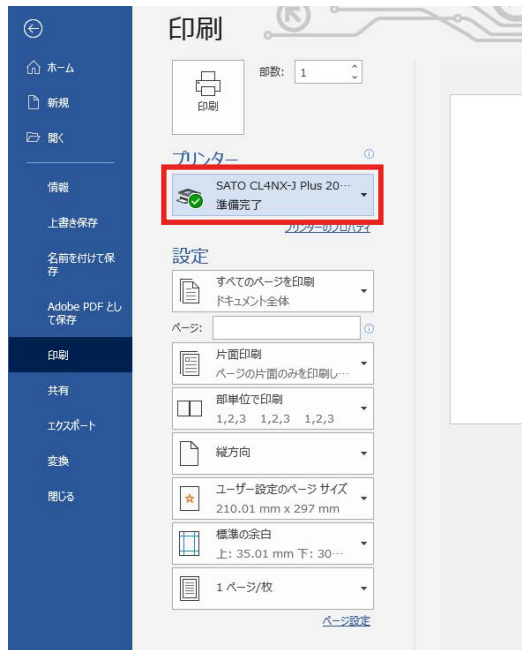 印刷
ホーム
新規
開く
情報
上書き保存
名前を付けて保
存
Adobe PDF とし
て保存
印刷
共有
エクスポート
変換
閉じる
印刷
部数: 1
プリンター
SATO CL4NX-J Plus 20…
準備完了
プリンターのプロパティ
設定
すべてのページを印刷
ドキュメント全体
ページ:
片面印刷
ページの片面のみを印刷し…
部単位で印刷
1,2,3 1,2,3 1,2,3
縦方向
ユーザー設定のページ サイズ
210.01 mm x 297 mm
標準の余白
上: 35.01 mm 下: 30…
1 ページ/枚
ページ設定